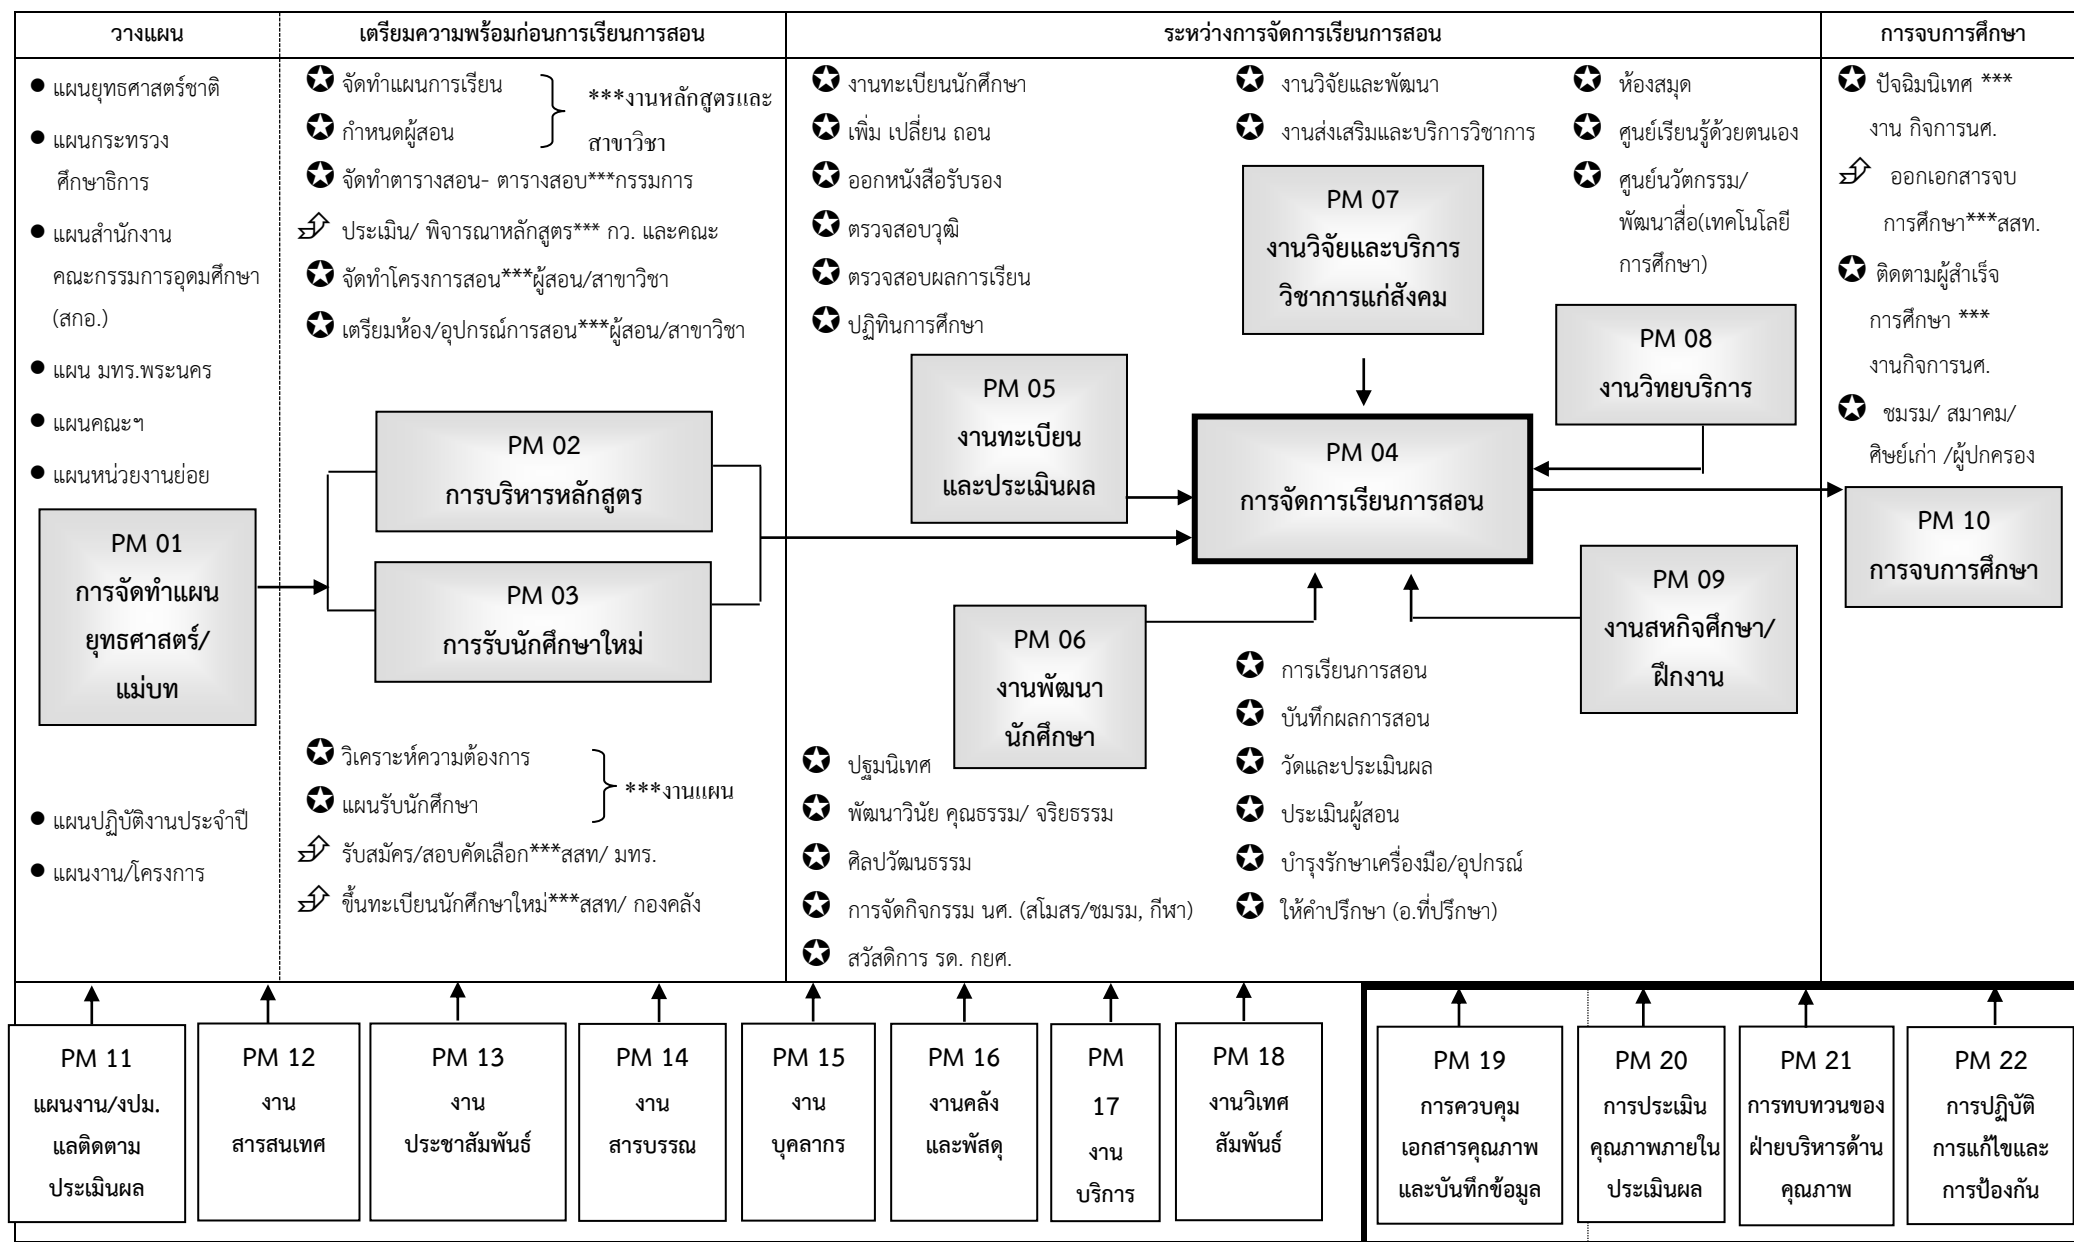 วางแผน
เตรียมความพร้อมก่อนการเรียนการสอน
ระหว่างการจัดการเรียนการสอน
การจบการศึกษา
แผนยุทธศาสตร์ชาติ
แผนกระทรวง
ศึกษาธิการ
แผนสำนักงาน
คณะกรรมการอุดมศึกษา
(สกอ.)
แผน มทร.พระนคร
แผนคณะฯ
แผนหน่วยงานย่อย
PM 01
การจัดทำแผน
ยุทธศาสตร์/
แม่บท
แผนปฏิบัติงานประจำปี
แผนงาน/โครงการ
จัดทำแผนการเรียน
กำหนดผู้สอน
***งานหลักสูตรและ
สาขาวิชา
จัดทำตารางสอน- ตารางสอบ***กรรมการ
ประเมิน/ พิจารณาหลักสูตร*** กว. และคณะ
จัดทำโครงการสอน***ผู้สอน/สาขาวิชา
เตรียมห้อง/อุปกรณ์การสอน***ผู้สอน/สาขาวิชา
PM 02
การบริหารหลักสูตร
PM 03
การรับนักศึกษาใหม่
วิเคราะห์ความต้องการ
แผนรับนักศึกษา
***งานแผน
รับสมัคร/สอบคัดเลือก***สสท/ มทร.
ขึ้นทะเบียนนักศึกษาใหม่***สสท/ กองคลัง
งานทะเบียนนักศึกษา
เพิ่ม เปลี่ยน ถอน
ออกหนังสือรับรอง
ตรวจสอบวุฒิ
ตรวจสอบผลการเรียน
ปฏิทินการศึกษา
PM 05
งานทะเบียน
และประเมินผล
งานวิจัยและพัฒนา
งานส่งเสริมและบริการวิชาการ
PM 07
งานวิจัยและบริการ
วิชาการแก่สังคม
ห้องสมุด
ศูนย์เรียนรู้ด้วยตนเอง
ศูนย์นวัตกรรม/
พัฒนาสื่อ(เทคโนโลยี
การศึกษา)
PM 08
งานวิทยบริการ
PM 04
การจัดการเรียนการสอน
PM 06
งานพัฒนา
นักศึกษา
PM 09
งานสหกิจศึกษา/
ฝึกงาน
ปฐมนิเทศ
พัฒนาวินัย คุณธรรม/ จริยธรรม
ศิลปวัฒนธรรม
การจัดกิจกรรม นศ. (สโมสร/ชมรม, กีฬา)
สวัสดิการ รด. กยศ.
การเรียนการสอน
บันทึกผลการสอน
วัดและประเมินผล
ประเมินผู้สอน
บำรุงรักษาเครื่องมือ/อุปกรณ์
ให้คำปรึกษา (อ.ที่ปรึกษา)
ปัจฉิมนิเทศ ***
งาน กิจการนศ.
ออกเอกสารจบ
การศึกษา***สสท.
ติดตามผู้สำเร็จ
การศึกษา ***
งานกิจการนศ.
ชมรม/ สมาคม/
ศิษย์เก่า /ผู้ปกครอง
PM 10
การจบการศึกษา
PM 11
แผนงาน/งปม.
แลติดตาม
ประเมินผล
PM 12
งาน
สารสนเทศ
PM 13
งาน
ประชาสัมพันธ์
PM 14
งาน
สารบรรณ
PM 15
งาน
บุคลากร
PM 16
งานคลัง
และพัสดุ
PM
17
งาน
บริการ
PM 18
งานวิเทศ
สัมพันธ์
PM 19
การควบคุม
เอกสารคุณภาพ
และบันทึกข้อมูล
PM 20
การประเมิน
คุณภาพภายใน
ประเมินผล
PM 21
การทบทวนของ
ฝ่ายบริหารด้าน
คุณภาพ
PM 22
การปฏิบัติ
การแก้ไขและ
การป้องกัน